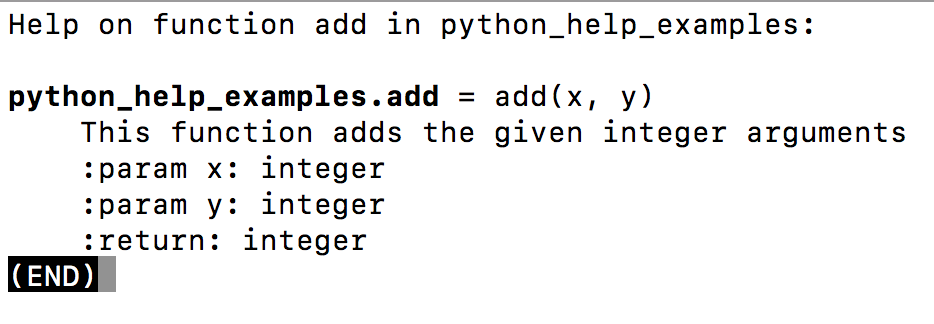 Help on function add in python_help_examples:
python_help_examples.add = add(x, y)
This function adds the given integer arguments
:param x: integer
:param y: integer
:return: integer
(END)